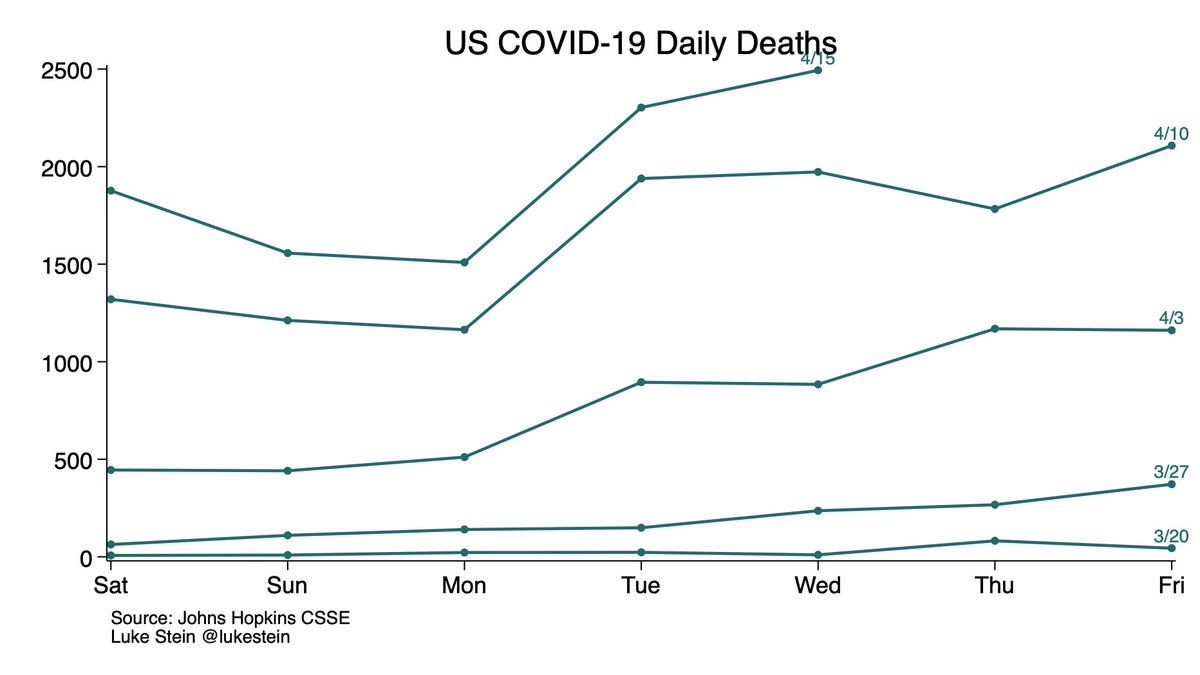 US COVID-19 Daily Deaths
2500
2000
1500
1000
500
0
4/15
4/10
4/3
3/27
3/20
Sat Sun Mon Tue Wed Thu Fri
Source: Johns Hopkins CSSE
Luke Stein @lukestein